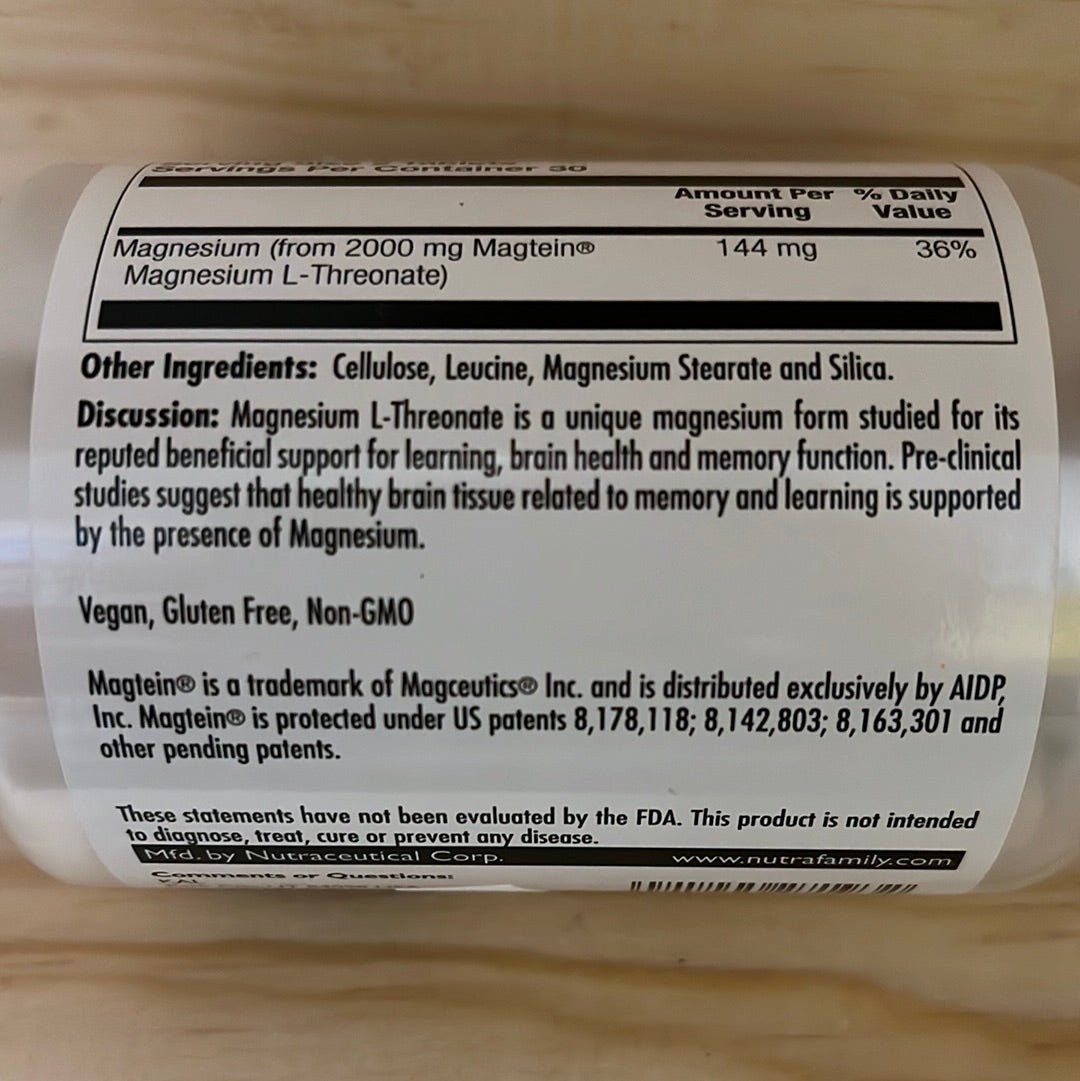 Servings Per Container 30
Amount Per % Daily
Serving Value
Magnesium (from 2000 mg Magtein® 144 mg 36%
Magnesium L-Threonate)
Other Ingredients: Cellulose, Leucine, Magnesium Stearate and Silica.
Discussion: Magnesium L-Threonate is a unique magnesium form studied for its
reputed beneficial support for learning, brain health and memory function. Pre-clinical
studies suggest that healthy brain tissue related to memory and learning is supported
by the presence of Magnesium.
Vegan, Gluten Free, Non-GMO
Magtein® is a trademark of Magceutics® Inc. and is distributed exclusively by AIDP,
Inc. Magtein® is protected under US patents 8,178,118; 8,142,803; 8,163,301 and
other pending patents.
These statements have not been evaluated by the FDA. This product is not intended
to diagnose, treat, cure or prevent any disease.
Mfd. by Nutraceutical Corp. www.nutrafamily.com
Comments or Questions: